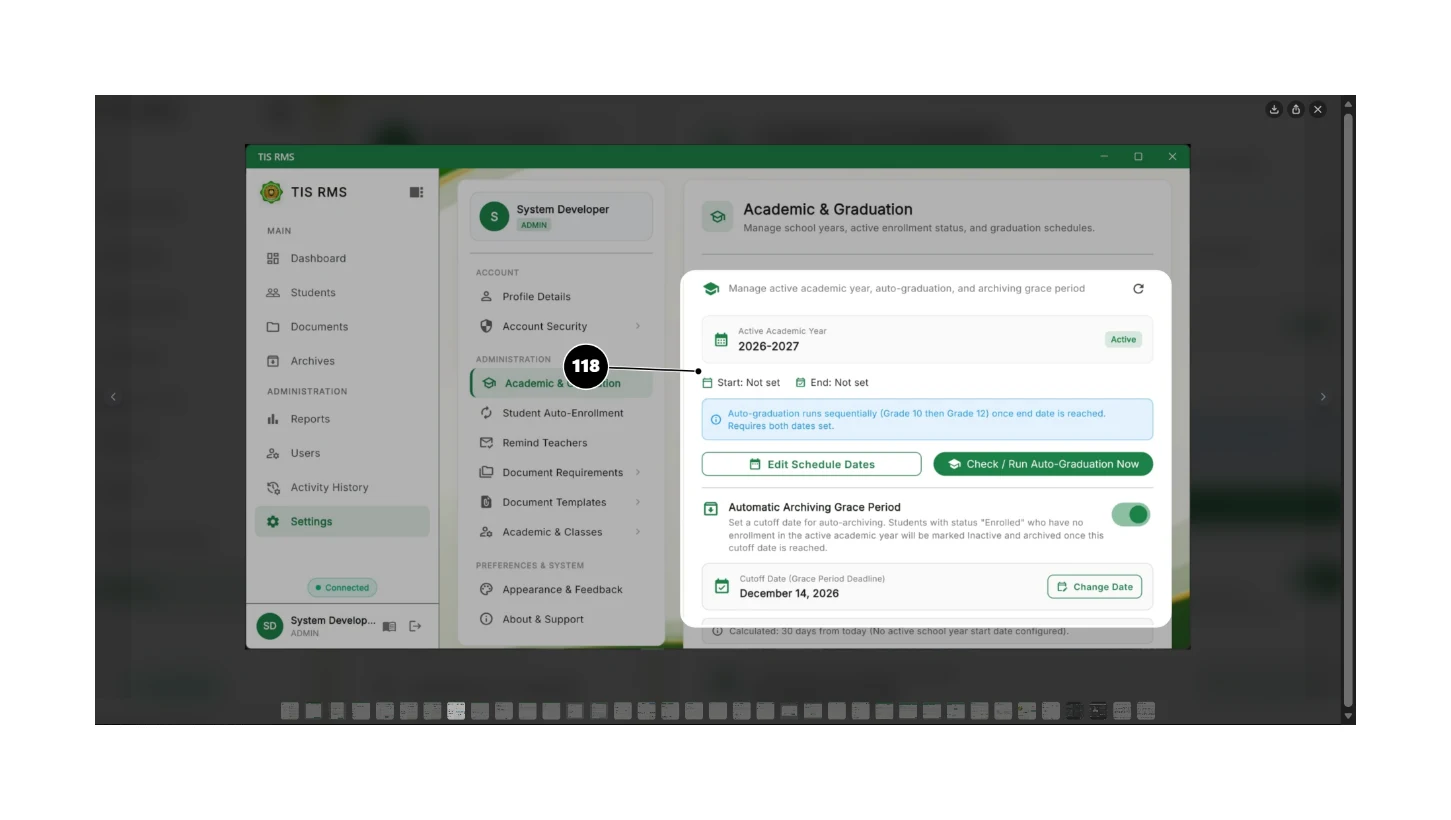 TIS RMS
TIS RMS
MAIN
Dashboard
Students
Documents
Archives
ADMINISTRATION
Reports
Users
Activity History
Settings
Connected
SD
System Develop...
ADMIN
S
System Developer
ADMIN
ACCOUNT
Profile Details
Account Security
ADMINISTRATION
118
Academic &
Student Auto-Enrollment
Remind Teachers
Document Requirements
Document Templates
Academic & Classes
PREFERENCES & SYSTEM
Appearance & Feedback
About & Support
Academic & Graduation
Manage school years, active enrollment status, and graduation schedules.
Manage active academic year, auto-graduation, and archiving grace period
Active Academic Year
2026-2027
Active
Start: Not set End: Not set
Auto-graduation runs sequentially (Grade 10 then Grade 12) once end date is reached.
Requires both dates set.
Edit Schedule Dates
Check / Run Auto-Graduation Now
Automatic Archiving Grace Period
Set a cutoff date for auto-archiving. Students with status "Enrolled" who have no
enrollment in the active academic year will be marked Inactive and archived once this
cutoff date is reached.
Cutoff Date (Grace Period Deadline)
December 14, 2026
Change Date
Calculated: 30 days from today (No active school year start date configured).